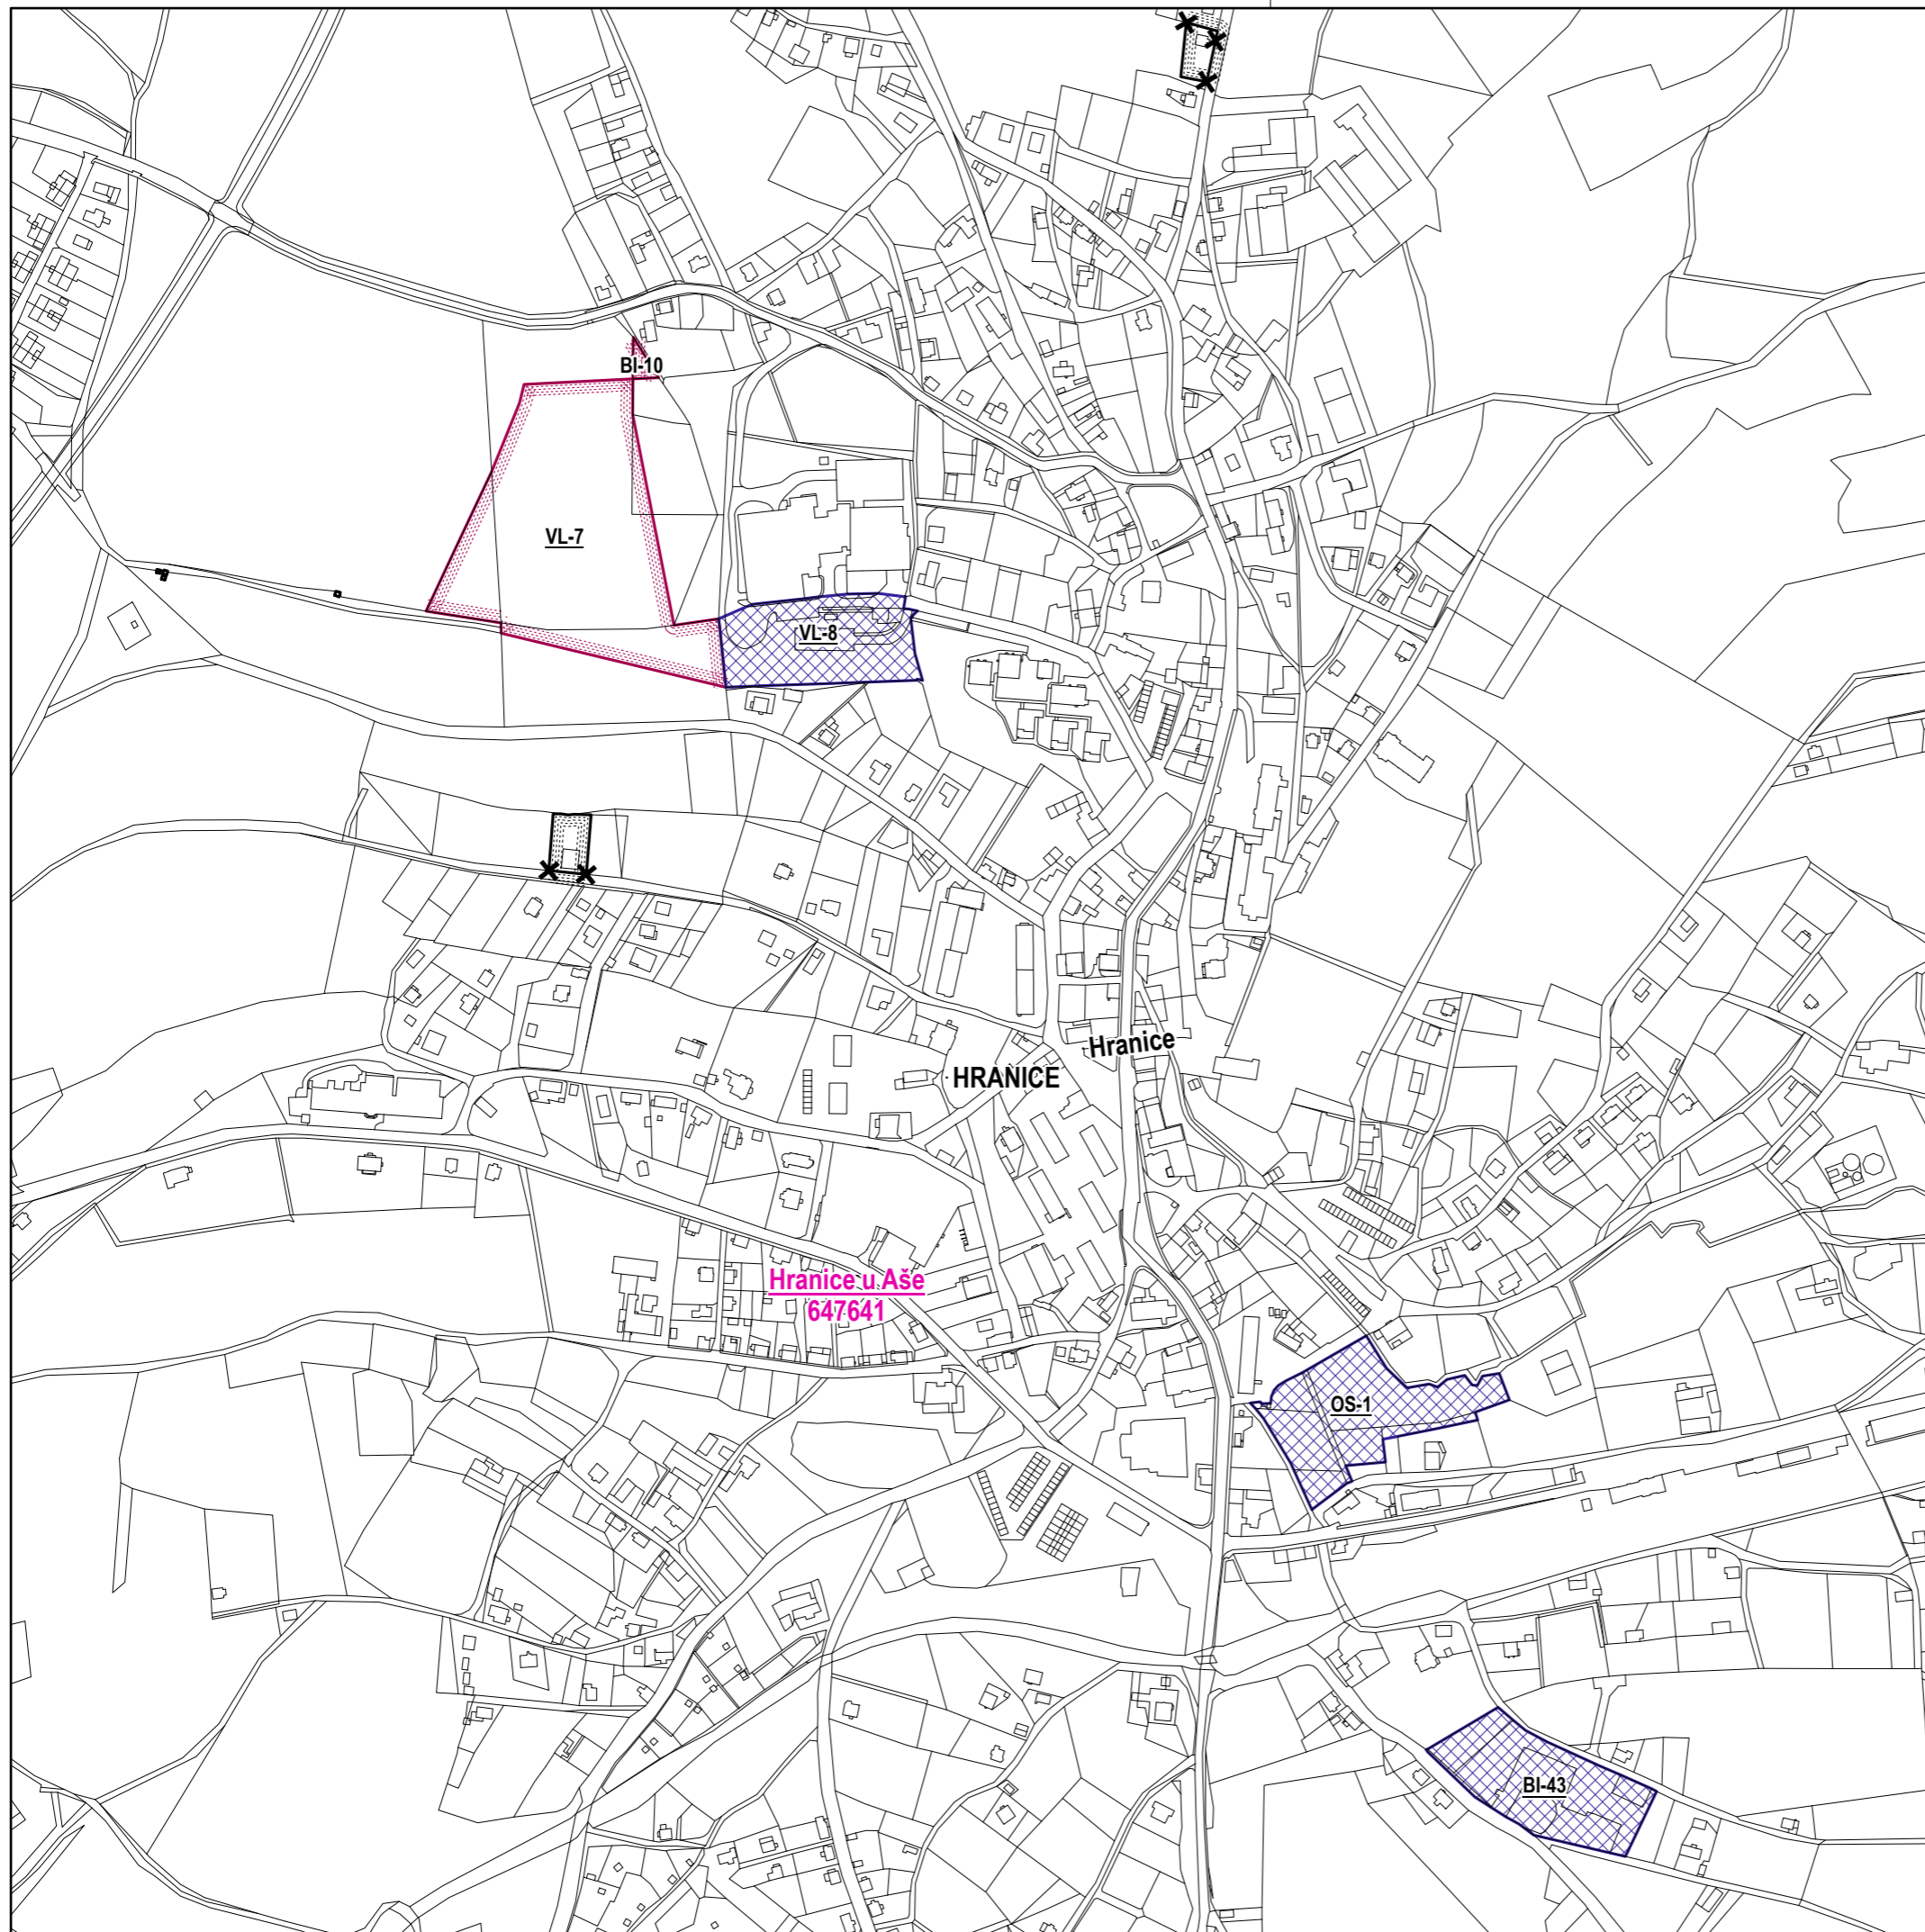 BI-10
VL-7
VL-8
Hranice
HRANICE
Hranice u Aše
647641
OS-1
BI-43